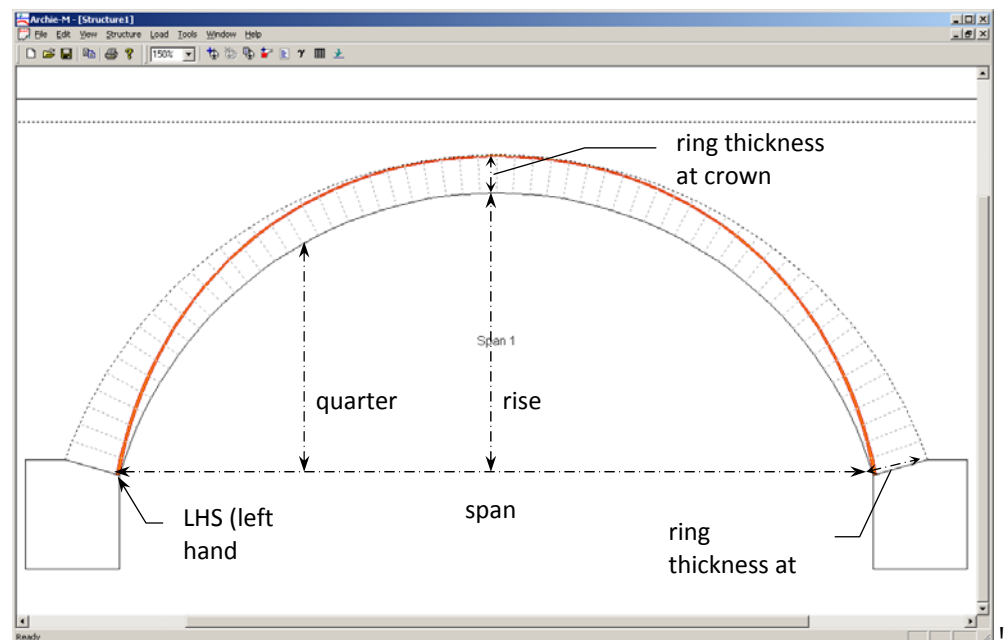 Archie-M - [Structure1]
File Edit View Structure Load Tools Window Help
150%
ring thickness
at crown
Span 1
quarter
rise
LHS (left
hand
span
ring
thickness at
Ready